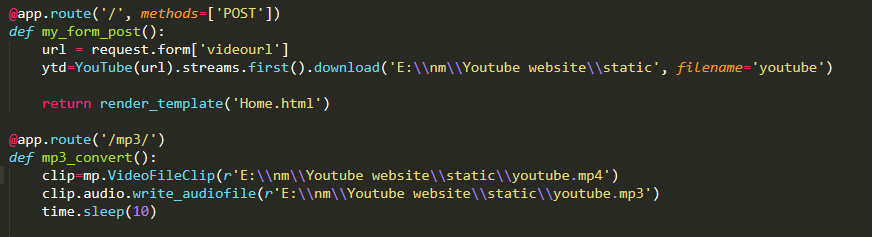 @app.route('/', methods=['POST'])
def my_form_post():
    url = request.form['videourl']
    ytd=YouTube(url).streams.first().download('E:\\nm\\Youtube website\\static', filename='youtube')

    return render_template('Home.html')

@app.route('/mp3/')
def mp3_convert():
    clip=mp.VideoFileClip(r'E:\\nm\\Youtube website\\static\\youtube.mp4')
    clip.audio.write_audiofile(r'E:\\nm\\Youtube website\\static\\youtube.mp3')
    time.sleep(10)